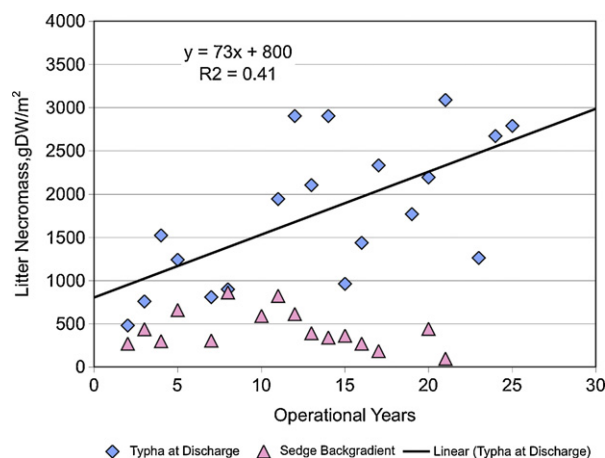 4000
3500
3000
2500
2000
1500
1000
500
0
Litter Necromass,gDW/m²
y = 73x + 800
R2 = 0.41
0 5 10 15 20 25 30
Operational Years
Typha at Discharge Sedge Backgradient Linear (Typha at Discharge)